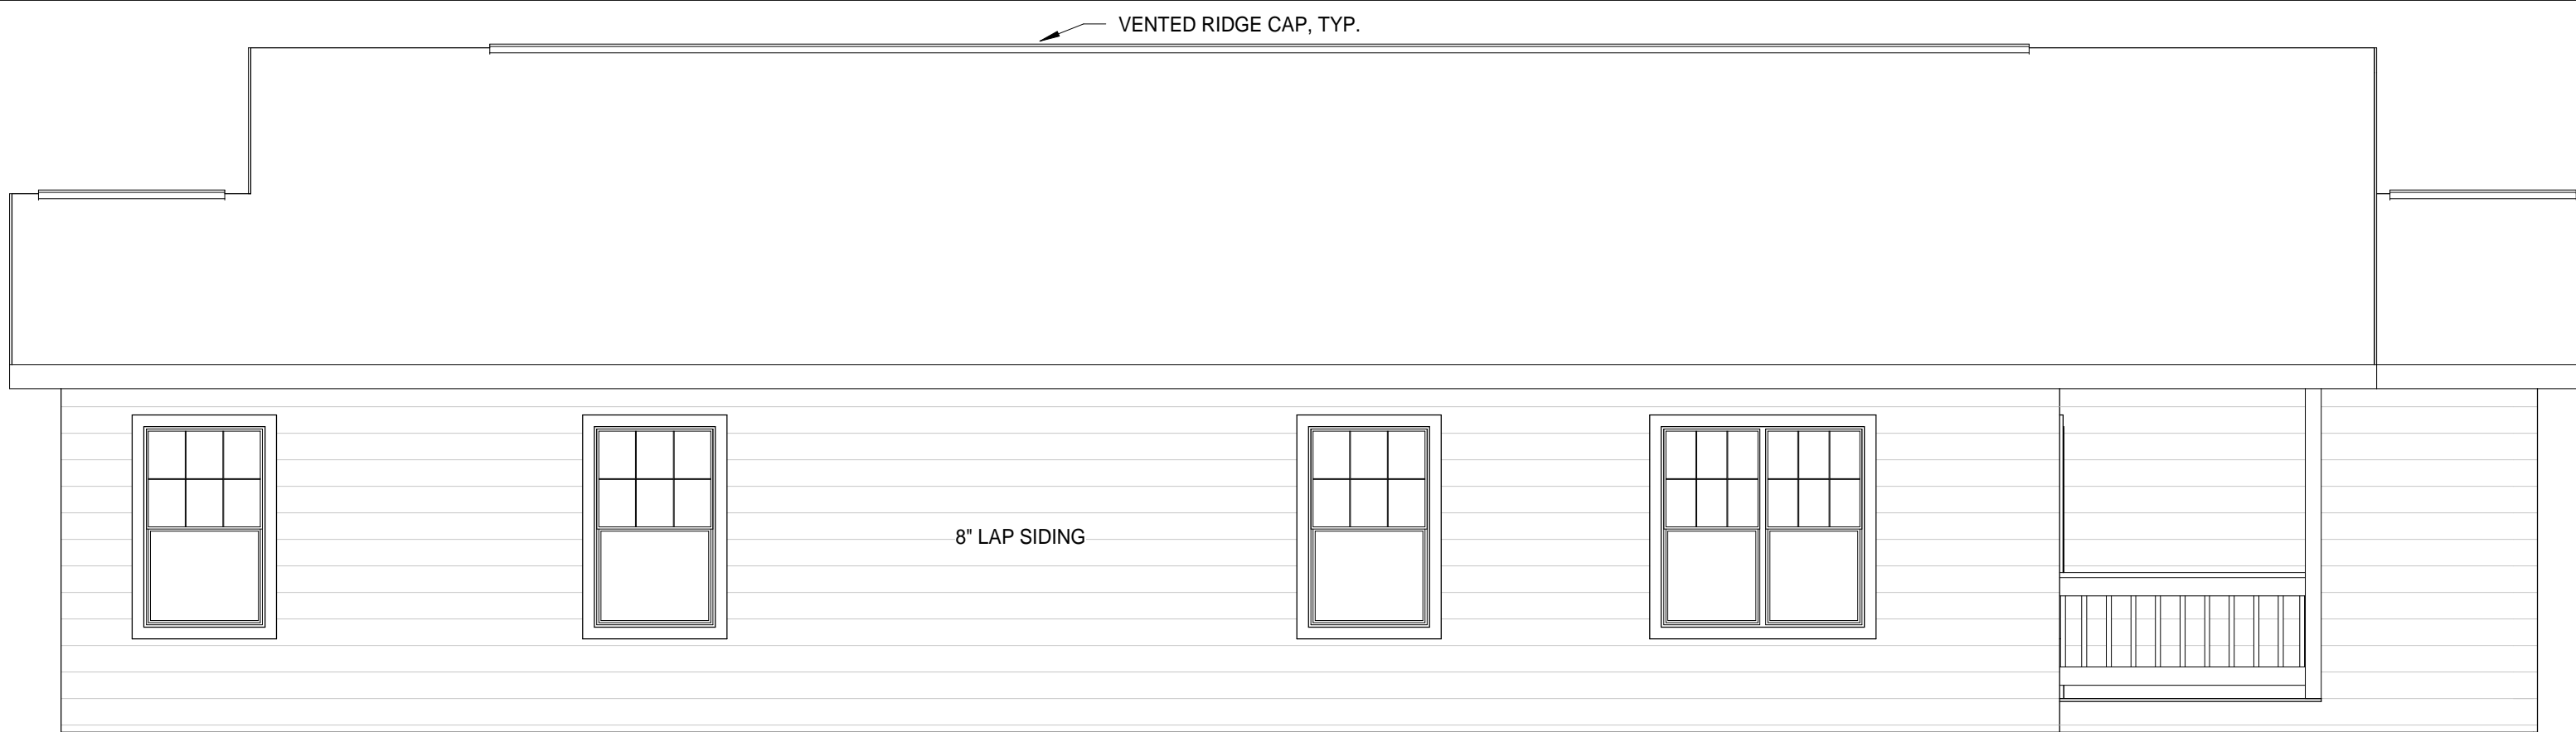 VENTED RIDGE CAP, TYP.
8" LAP SIDING